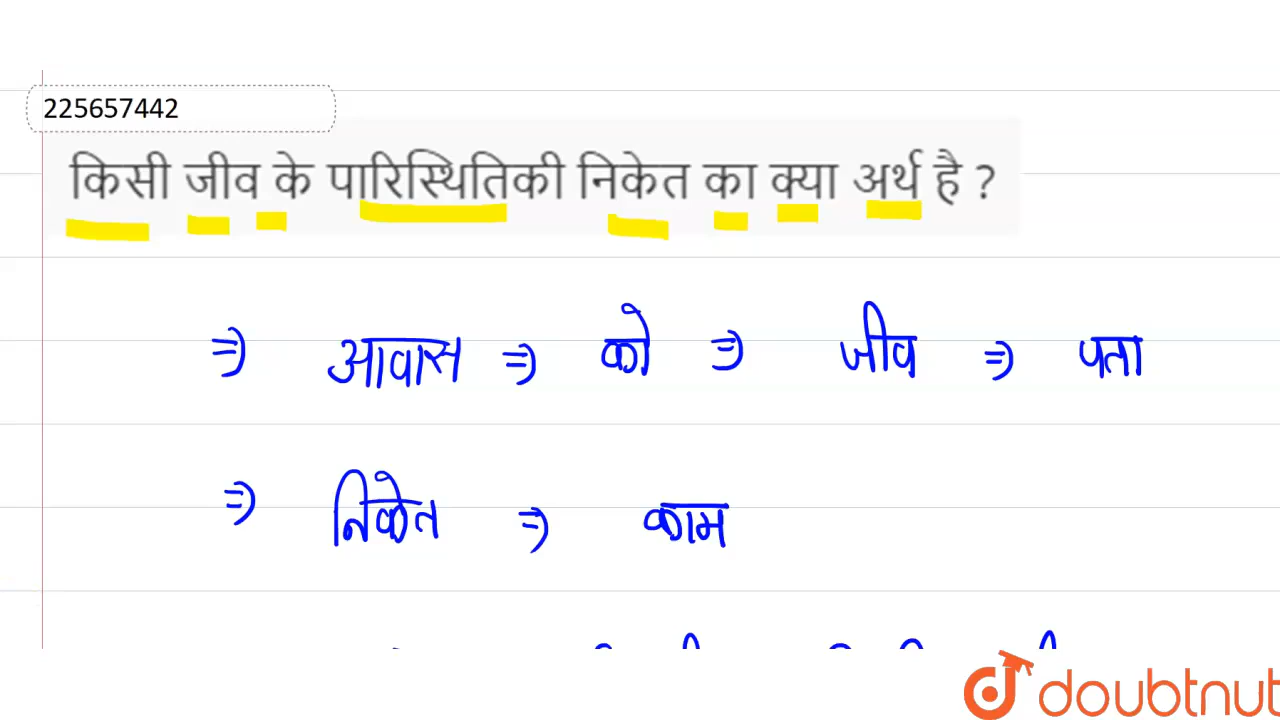 225657442
किसी जीव के पारिस्थितिकी निकेत का क्या अर्थ है ?
⇒ आवास ⇒ को ⇒ जीव ⇒ पता
⇒ निकेत ⇒ काम
doubtnut